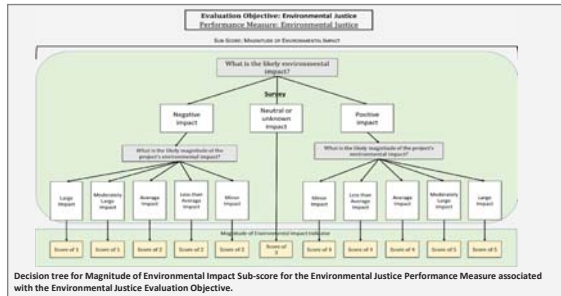 Evaluation Objective: Environmental Justice
Performance Measure: Environmental Justice
SUB-SCORE: MAGNITUDE OF ENVIRONMENTAL IMPACT
What is the likely environmental
impact?
Survey
Negative
impact
Neutral or
unknown
impact
Positive
impact
What is the likely magnitude of the
project's environmental impact?
What is the likely magnitude of the project's
environmental impact?
Large
Impact
Moderately
Large
Impact
Average
Impact
Less than
Average
Impact
Minor
Impact
Minor
Impact
Less than
Average
Impact
Average
Impact
Moderately
Large
Impact
Large
Impact
Magnitude of Environmental Impact Indicator
Score of 1
Score of 1
Score of 2
Score of 2
Score of 2
Score of
3
Score of 4
Score of 4
Score of 5
Score of 5
Decision tree for Magnitude of Environmental Impact Sub-score for the Environmental Justice Performance Measure associated
with the Environmental Justice Evaluation Objective.